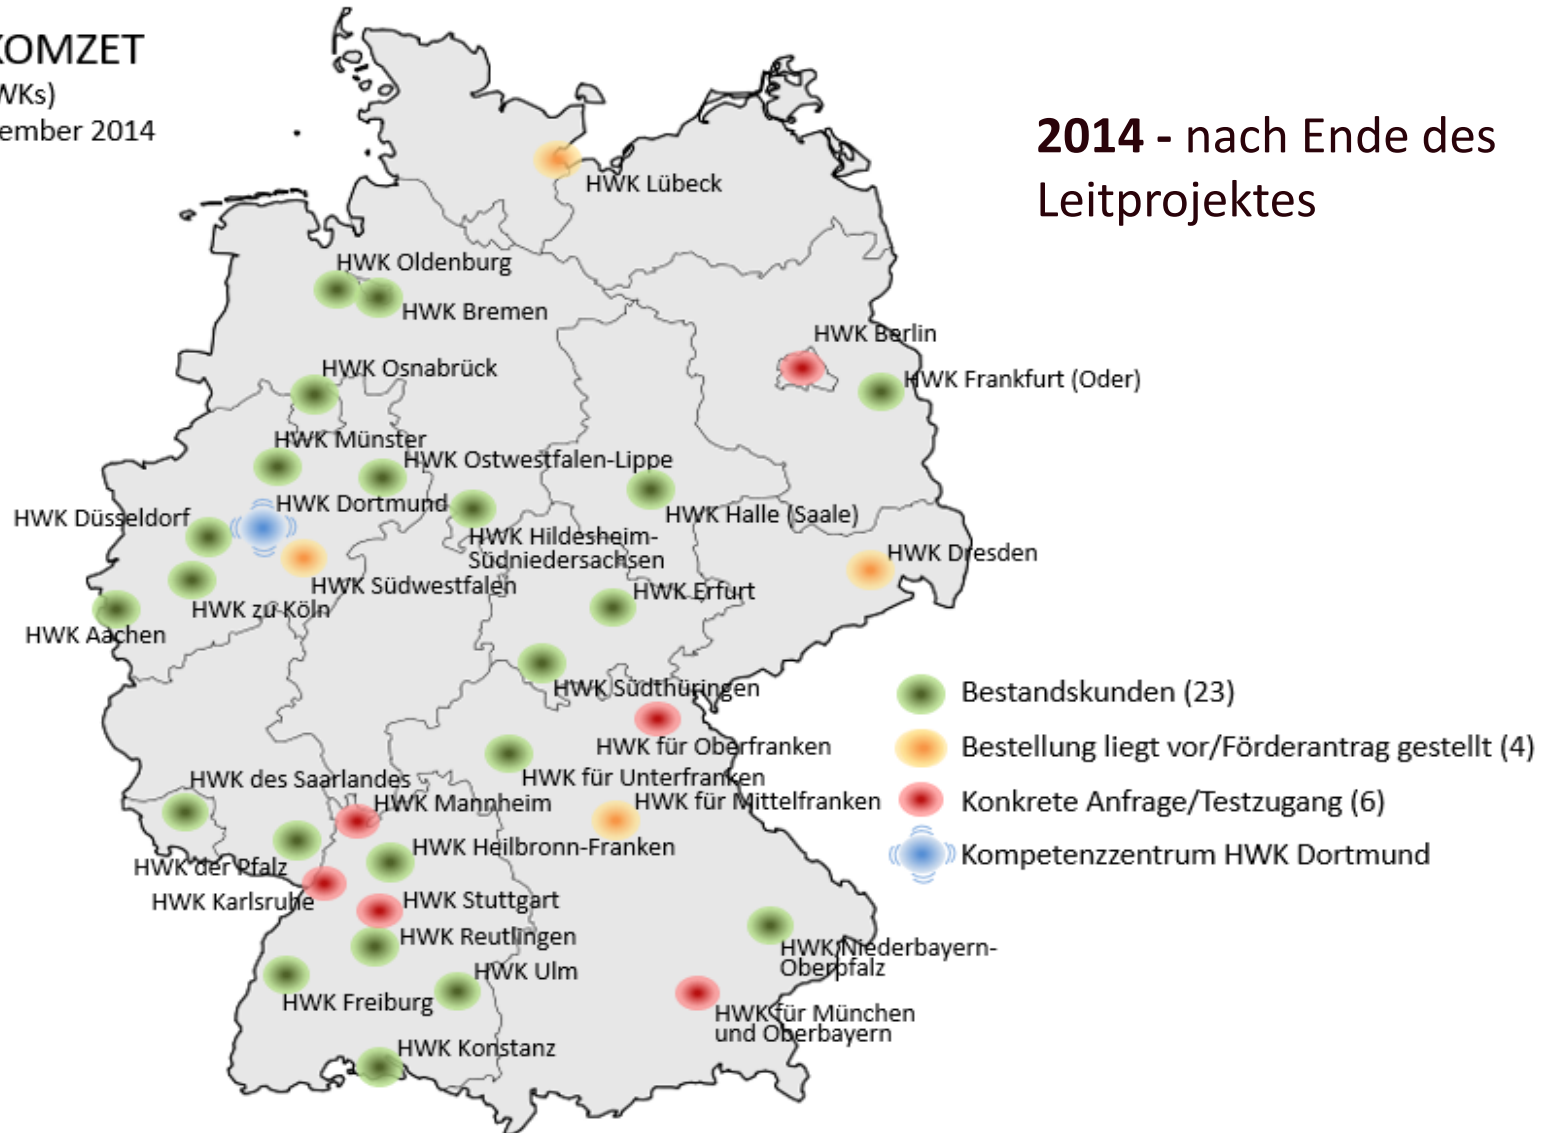 KOMZET
WKs)
ember 2014
2014 - nach Ende des
Leitprojektes
HWK Lübeck
HWK Oldenburg
HWK Bremen
HWK Berlin
HWK Osnabrück
HWK Frankfurt (Oder)
HWK Münster
HWK Ostwestfalen-Lippe
HWK Dortmund
HWK Düsseldorf
HWK Halle (Saale)
HWK Hildesheim-
Südniedersachsen
HWK Dresden
HWK Südwestfalen
HWK Erfurt
HWK zu Köln
HWK Aachen
HWK Südthüringen
Bestandskunden (23)
HWK für Oberfranken
Bestellung liegt vor/Förderantrag gestellt (4)
HWK für Unterfranken
HWK des Saarlandes
HWK Mannheim
HWK für Mittelfranken
Konkrete Anfrage/Testzugang (6)
HWK Heilbronn-Franken
Kompetenzzentrum HWK Dortmund
HWK der Pfalz
HWK Karlsruhe
HWK Stuttgart
HWK Reutlingen
HWK Niederbayern-
Oberpfalz
HWK Ulm
HWK Freiburg
HWK für München
und Oberbayern
HWK Konstanz